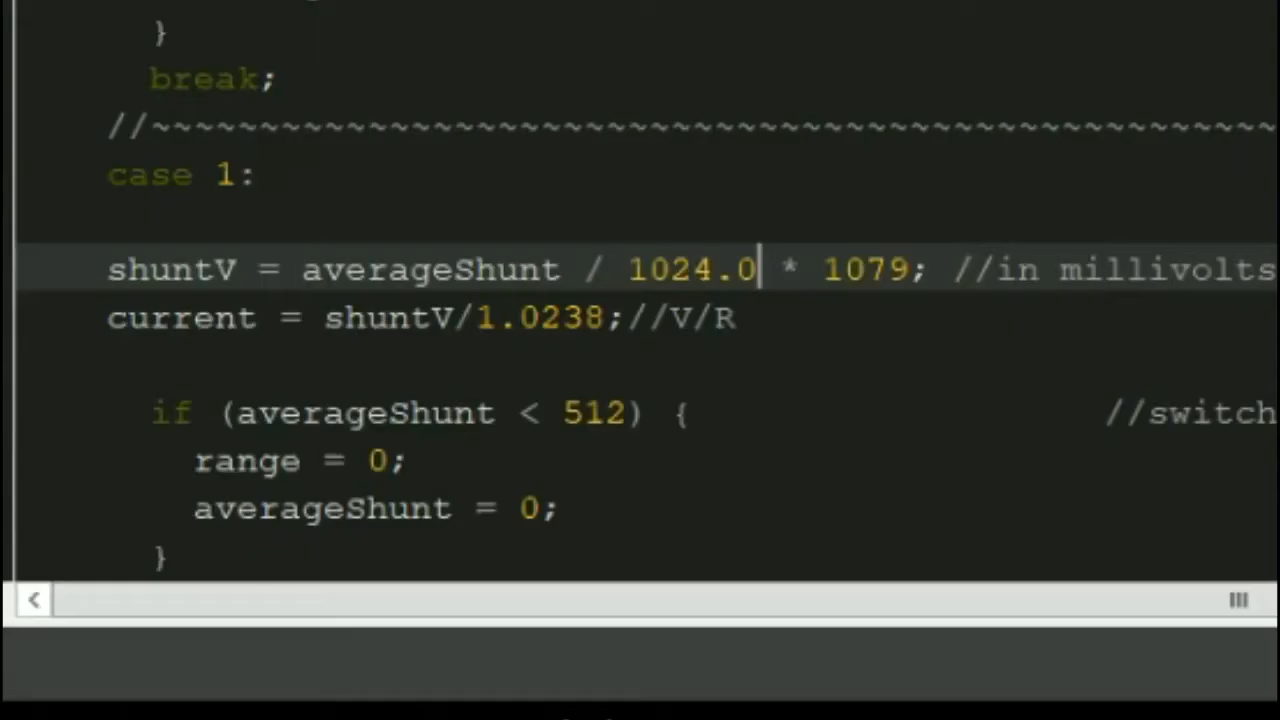 }
break;
//~~~~~~~~~~~~~~~~~~~~~~~~~~~~~~~~~~~~~~~~~~~~~~~~~~~~
case 1:
shuntV = averageShunt / 1024.0 * 1079; //in millivolts
current = shuntV/1.0238;//V/R
if (averageShunt < 512) { //switch
range = 0;
averageShunt = 0;
}